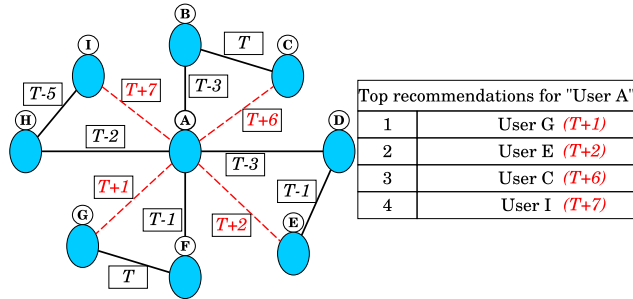 B
T
C
I
T-5
T+7
T-3
T+6
Top recommendations for "User A"
1 User G (T+1)
2 User E (T+2)
3 User C (T+6)
4 User I (T+7)
H
T-2
A
T-3
D
T+1
T-1
T-1
G
T+2
E
F
T